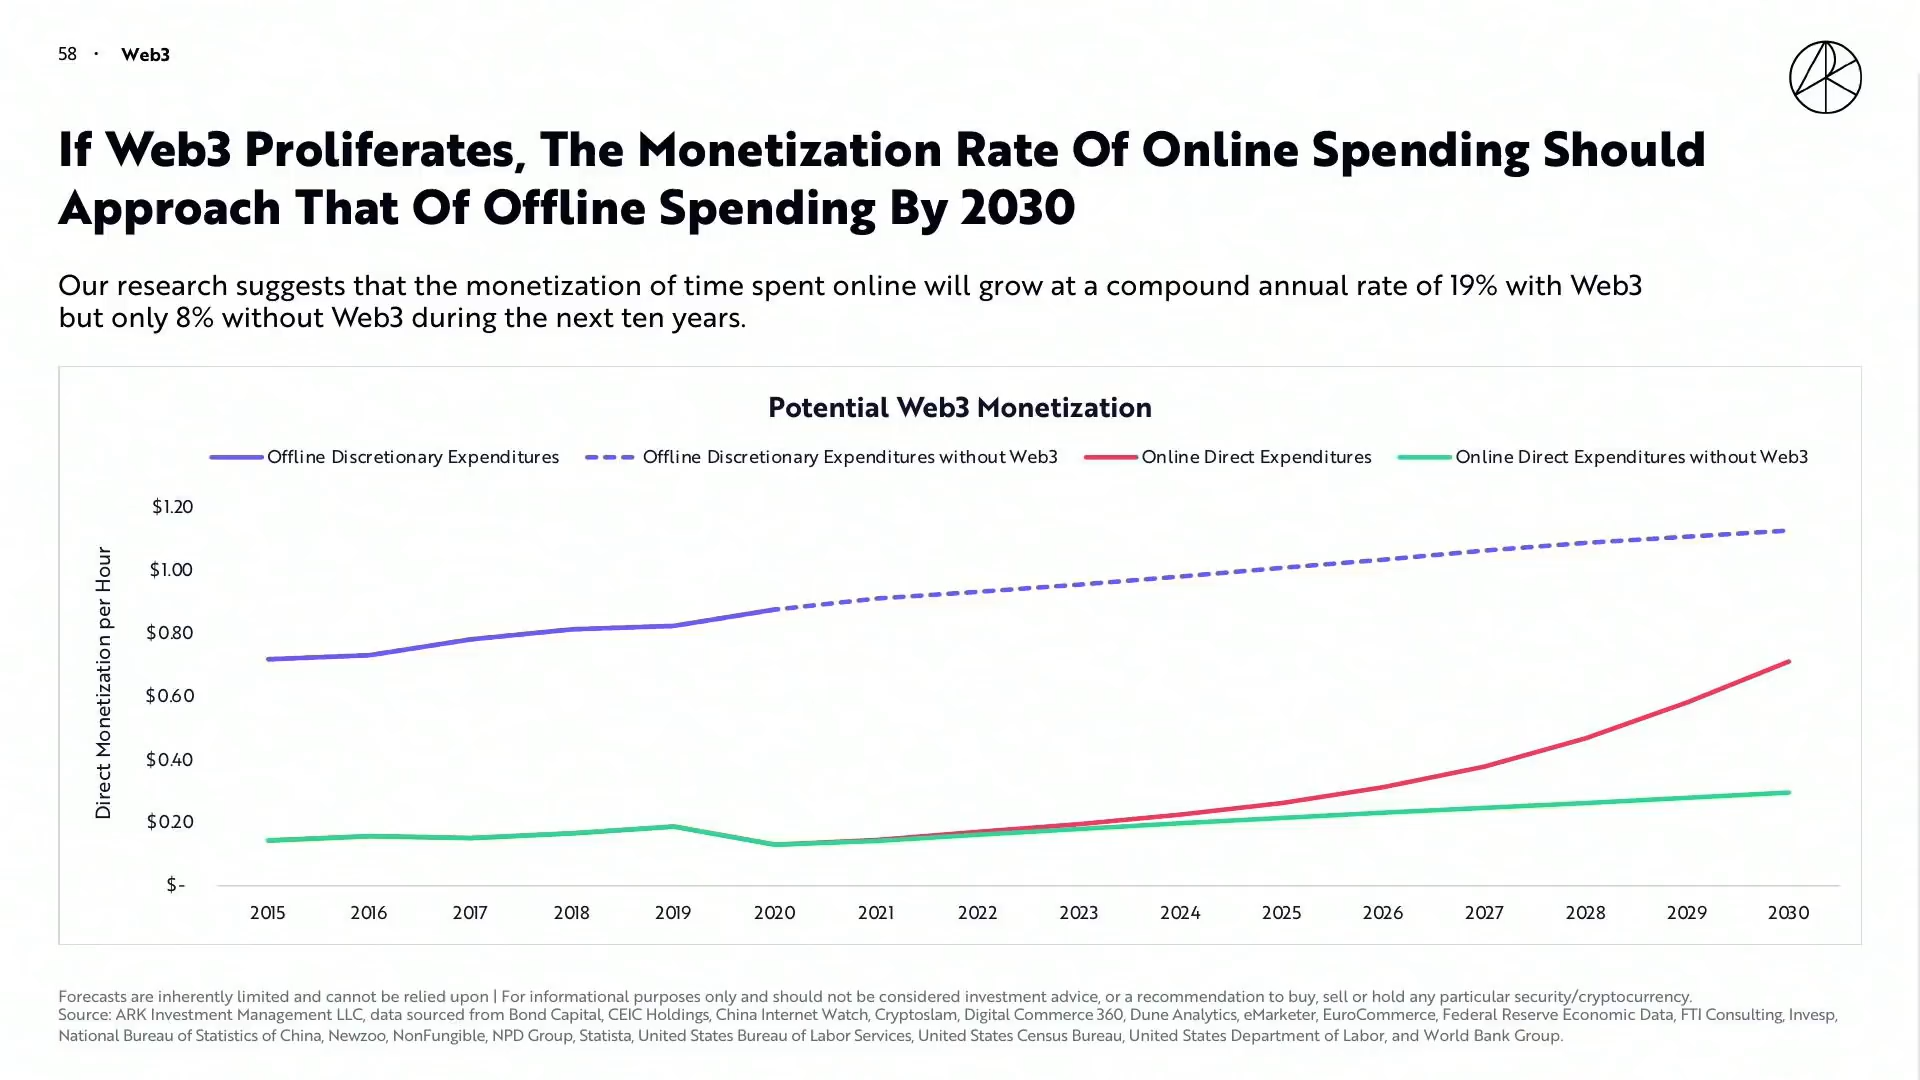 58 · Web3
If Web3 Proliferates, The Monetization Rate Of Online Spending Should
Approach That Of Offline Spending By 2030
Our research suggests that the monetization of time spent online will grow at a compound annual rate of 19% with Web3
but only 8% without Web3 during the next ten years.
Potential Web3 Monetization
Offline Discretionary Expenditures
Offline Discretionary Expenditures without Web3
Online Direct Expenditures
Online Direct Expenditures without Web3
Direct Monetization per Hour
$1.20
$1.00
$0.80
$0.60
$0.40
$0.20
$-
2015 2016 2017 2018 2019 2020 2021 2022 2023 2024 2025 2026 2027 2028 2029 2030
Forecasts are inherently limited and cannot be relied upon | For informational purposes only and should not be considered investment advice, or a recommendation to buy, sell or hold any particular security/cryptocurrency.
Source: ARK Investment Management LLC, data sourced from Bond Capital, CEIC Holdings, China Internet Watch, Cryptoslam, Digital Commerce 360, Dune Analytics, eMarketer, EuroCommerce, Federal Reserve Economic Data, FTI Consulting, Invesp,
National Bureau of Statistics of China, Newzoo, NonFungible, NPD Group, Statista, United States Bureau of Labor Services, United States Census Bureau, United States Department of Labor, and World Bank Group.